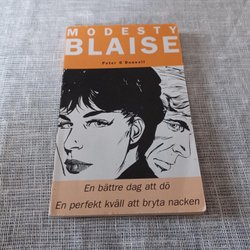 MODESTY
BLAISE
Peter O'Donnell
En bättre dag att dö
En perfekt kväll att bryta nacken